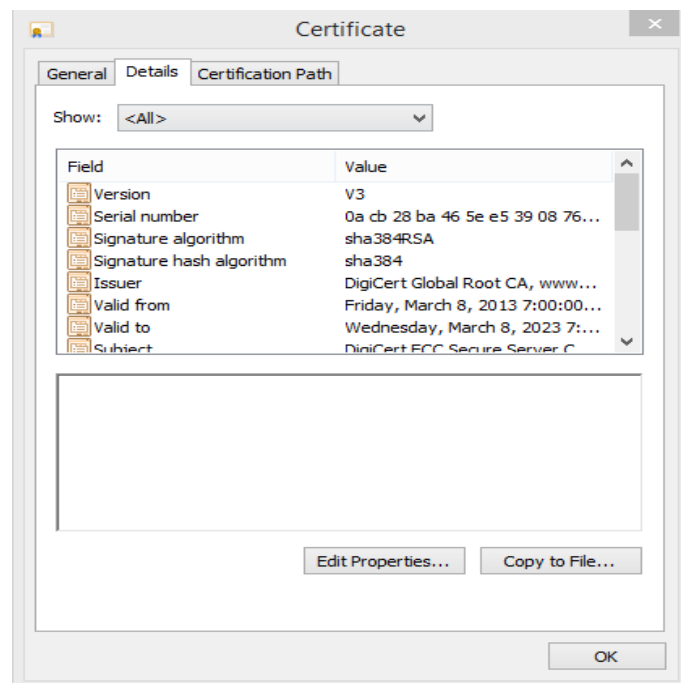 Certificate
General Details Certification Path
Show: <All>
Field Value
Version V3
Serial number 0a cb 28 ba 46 5e e5 39 08 76...
Signature algorithm sha384RSA
Signature hash algorithm sha384
Issuer DigiCert Global Root CA, www...
Valid from Friday, March 8, 2013 7:00:00...
Valid to Wednesday, March 8, 2023 7:...
Subject DigiCert ECC Secure Server C
Edit Properties... Copy to File...
OK